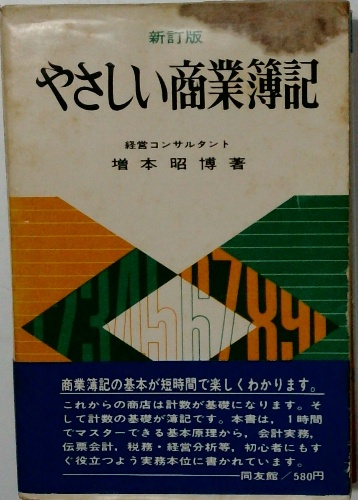 新訂版
やさしい商業簿記
経営コンサルタント
増本昭博著
1234567890
商業簿記の基本が短時間で楽しくわかります。
これからの商店は計数が基礎になります。そ
して計数の基礎が簿記です。本書は，1時間
でマスターできる基本原理から，会計実務，
伝票会計，税務・経営分析等，初心者にもす
ぐ役立つよう実務本位に書かれています。
同友館／580円